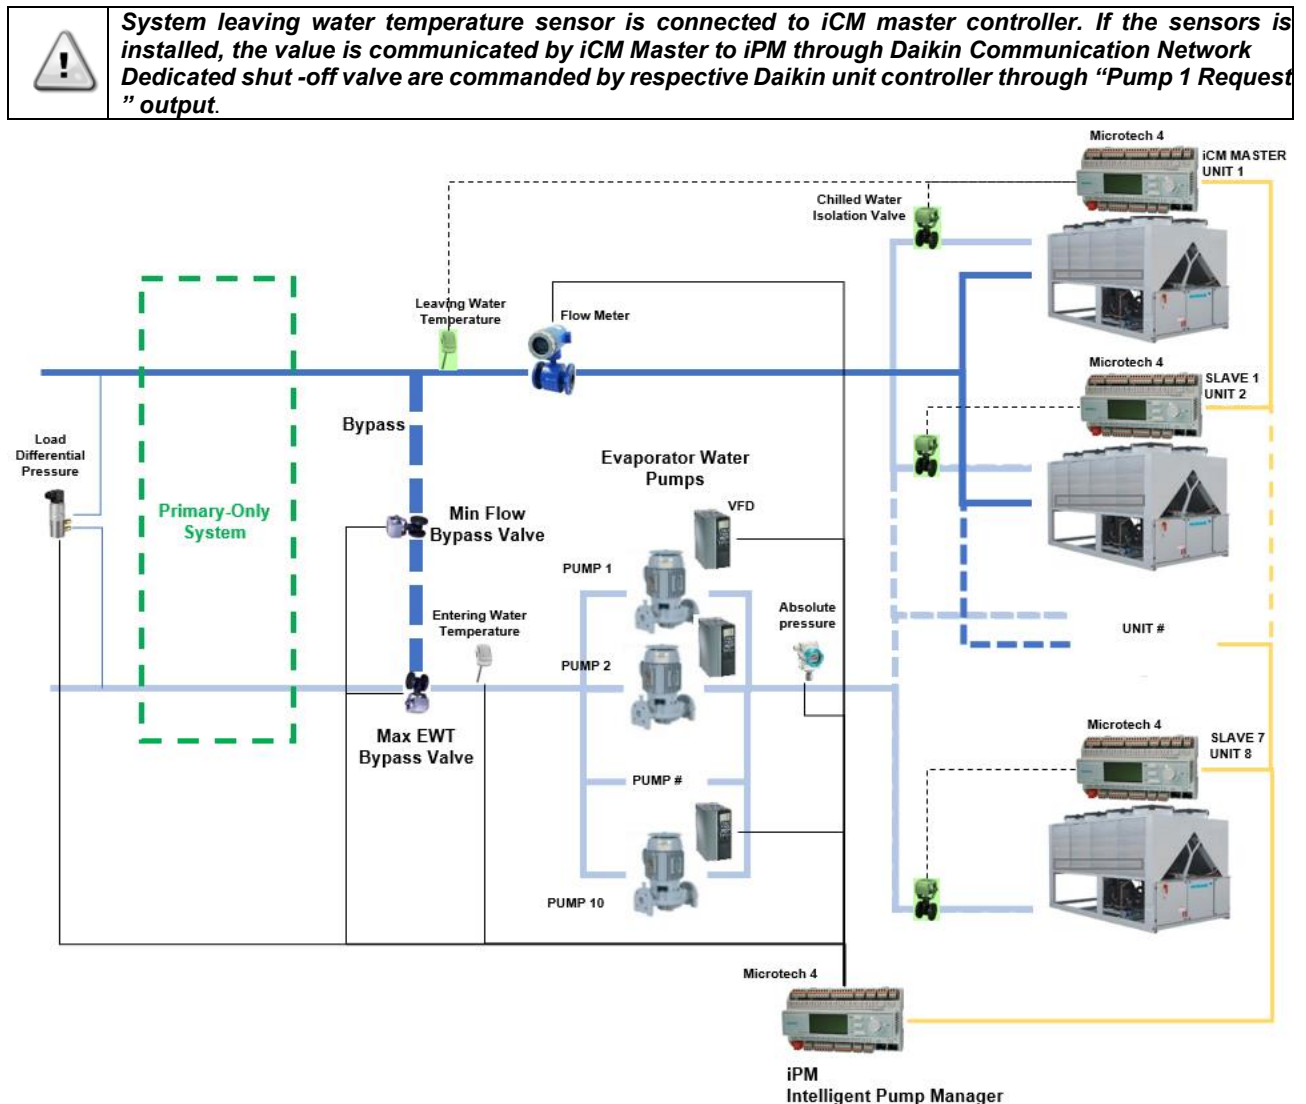 System leaving water temperature sensor is connected to iCM master controller. If the sensors is
installed, the value is communicated by iCM Master to iPM through Daikin Communication Network
Dedicated shut -off valve are commanded by respective Daikin unit controller through “Pump 1 Request
” output.
Microtech 4
iCM MASTER
UNIT 1
Chilled Water
Isolation Valve
Leaving Water
Temperature
Flow Meter
Microtech 4
SLAVE 1
UNIT 2
Bypass
Load
Differential
Pressure
Evaporator Water
Pumps
Primary-Only
System
Min Flow
Bypass Valve
VFD
PUMP 1
Entering Water
Temperature
Absolute
pressure
UNIT #
PUMP 2
Microtech 4
SLAVE 7
UNIT 8
Max EWT
Bypass Valve
PUMP #
PUMP 10
Microtech 4
iPM
Intelligent Pump Manager